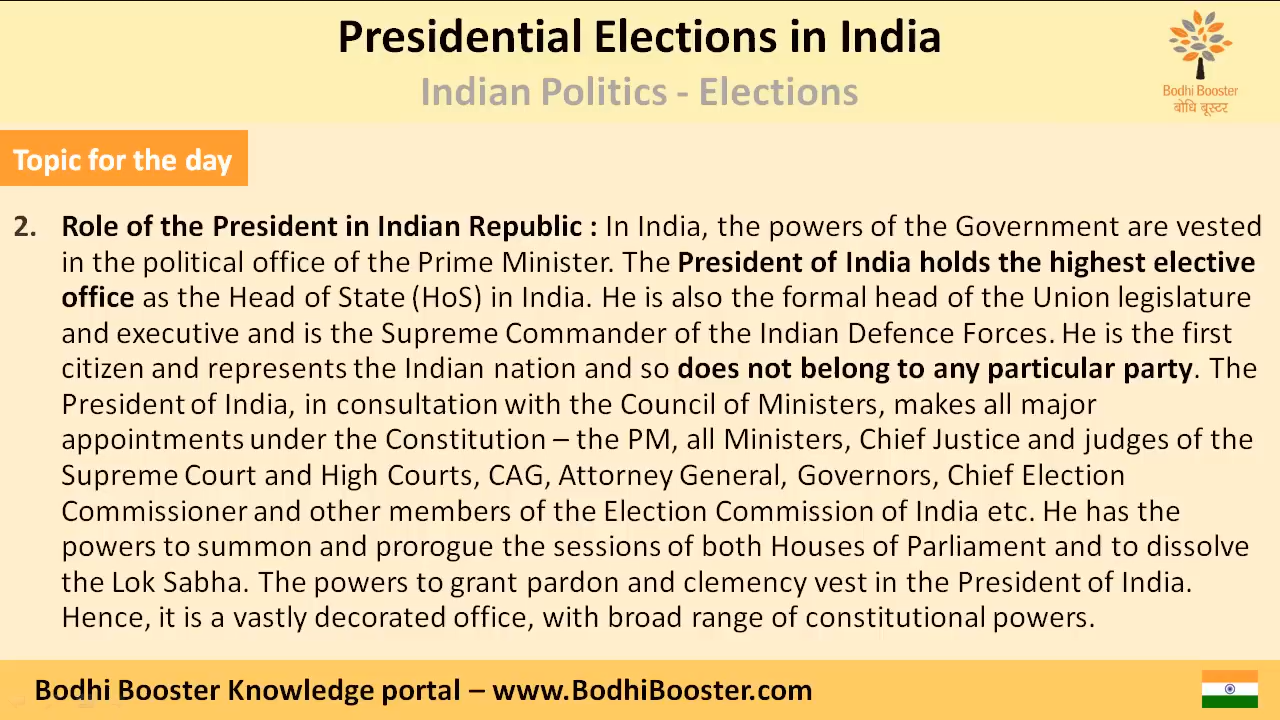 Presidential Elections in India
Indian Politics - Elections
Bodhi Booster
बोधि बूस्टर
Topic for the day
2. Role of the President in Indian Republic : In India, the powers of the Government are vested
in the political office of the Prime Minister. The President of India holds the highest elective
office as the Head of State (HoS) in India. He is also the formal head of the Union legislature
and executive and is the Supreme Commander of the Indian Defence Forces. He is the first
citizen and represents the Indian nation and so does not belong to any particular party. The
President of India, in consultation with the Council of Ministers, makes all major
appointments under the Constitution – the PM, all Ministers, Chief Justice and judges of the
Supreme Court and High Courts, CAG, Attorney General, Governors, Chief Election
Commissioner and other members of the Election Commission of India etc. He has the
powers to summon and prorogue the sessions of both Houses of Parliament and to dissolve
the Lok Sabha. The powers to grant pardon and clemency vest in the President of India.
Hence, it is a vastly decorated office, with broad range of constitutional powers.
Bodhi Booster Knowledge portal – www.BodhiBooster.com